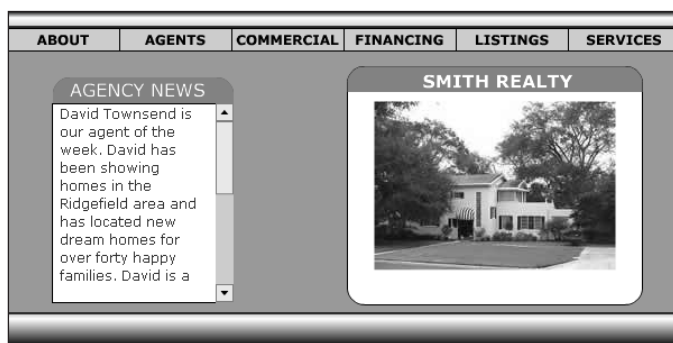 ABOUT AGENTS COMMERCIAL FINANCING LISTINGS SERVICES
AGENCY NEWS
David Townsend is
our agent of the
week. David has
been showing
homes in the
Ridgefield area and
has located new
dream homes for
over forty happy
families. David is a
SMITH REALTY